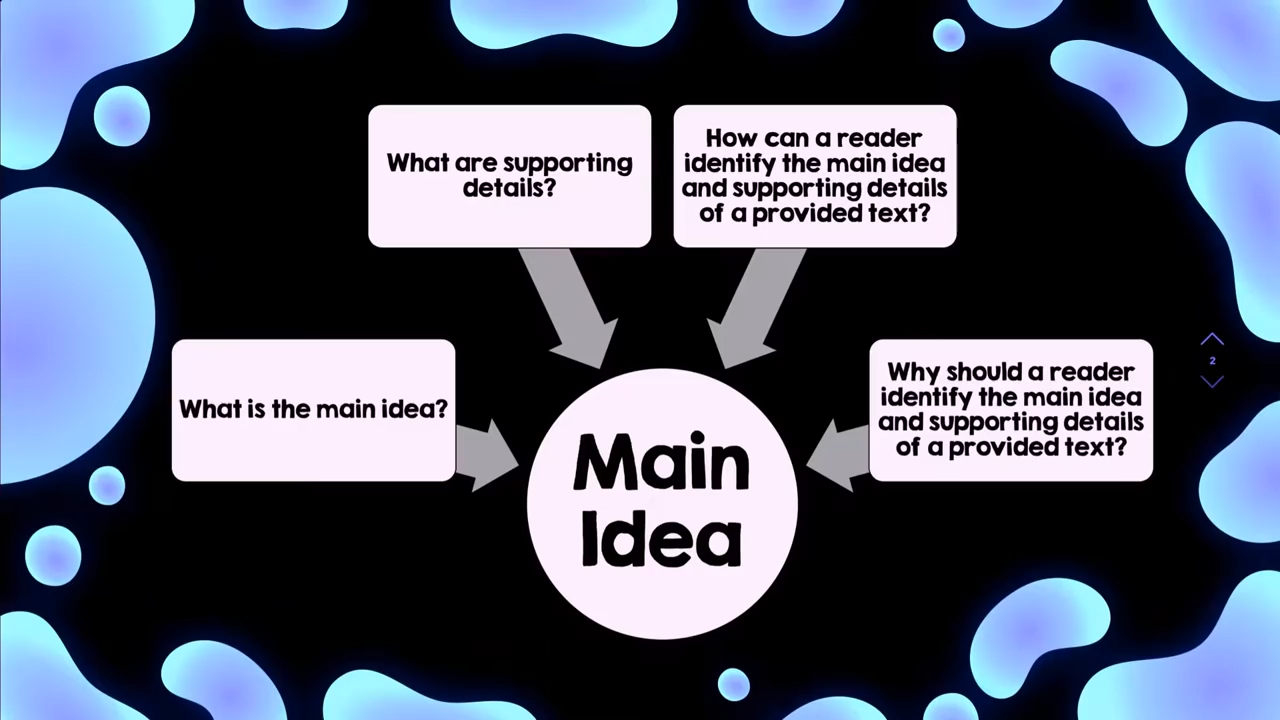 What are supporting
details?
How can a reader
identify the main idea
and supporting details
of a provided text?
What is the main idea?
Why should a reader
identify the main idea
and supporting details
of a provided text?
2
Main
Idea